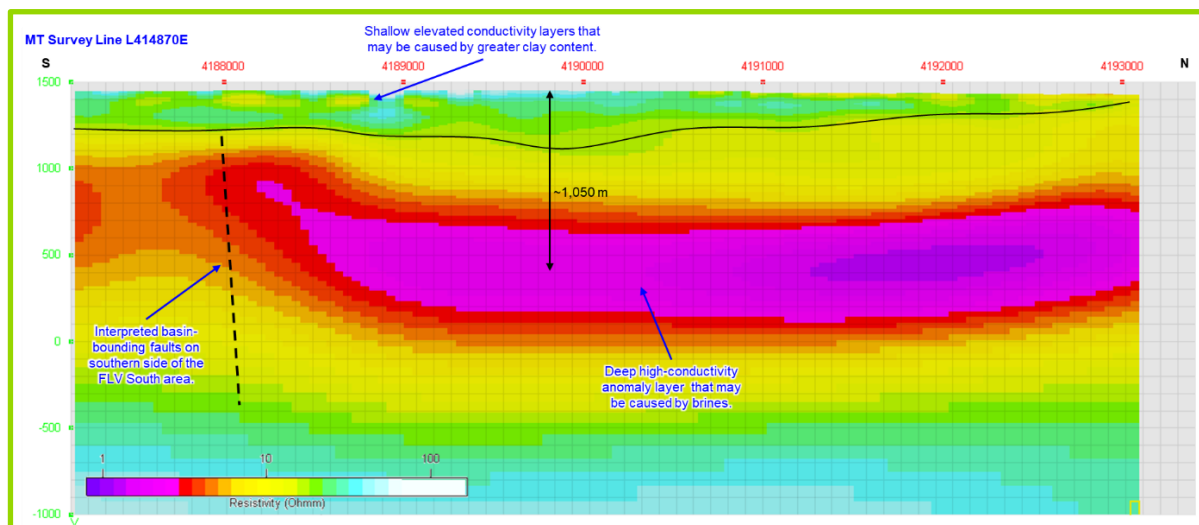 MT Survey Line L414870E
Shallow elevated conductivity layers that
may be caused by greater clay content.
S
4188000
4189000
4190000
4191000
4192000
4193000
N
1500
1000
~1,050 m
500
Interpreted basin-
bounding faults on
southern side of the
FLV South area.
0
Deep high-conductivity
anomaly layer that may
be caused by brines.
-500
1
10
100
Resistivity (Ohmm)
-1000